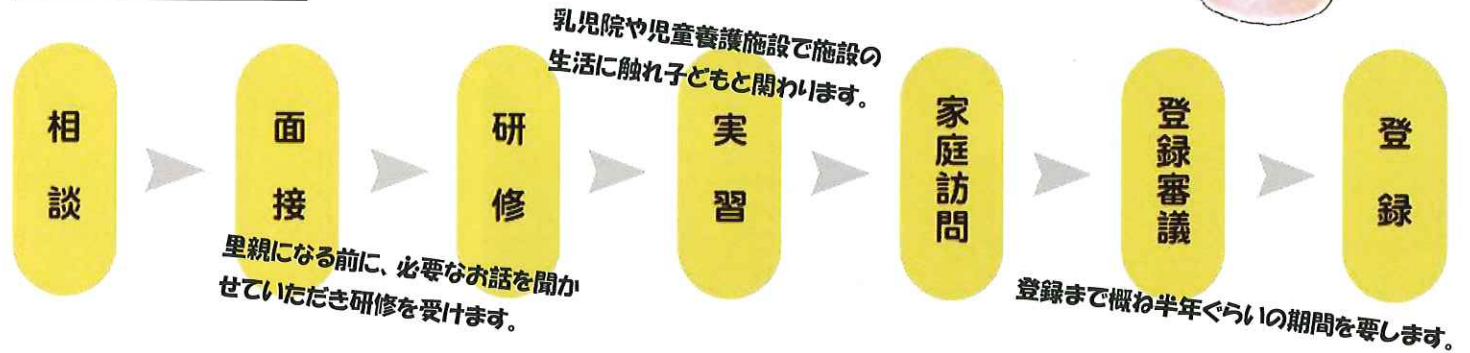 乳児院や児童養護施設で施設の
生活に触れ子どもと関わります。
相談
面接
研修
実習
家庭訪問
登録審議
登録
里親になる前に、必要なお話を聞か
せていただき研修を受けます。
登録まで概ね半年ぐらいの期間を要します。